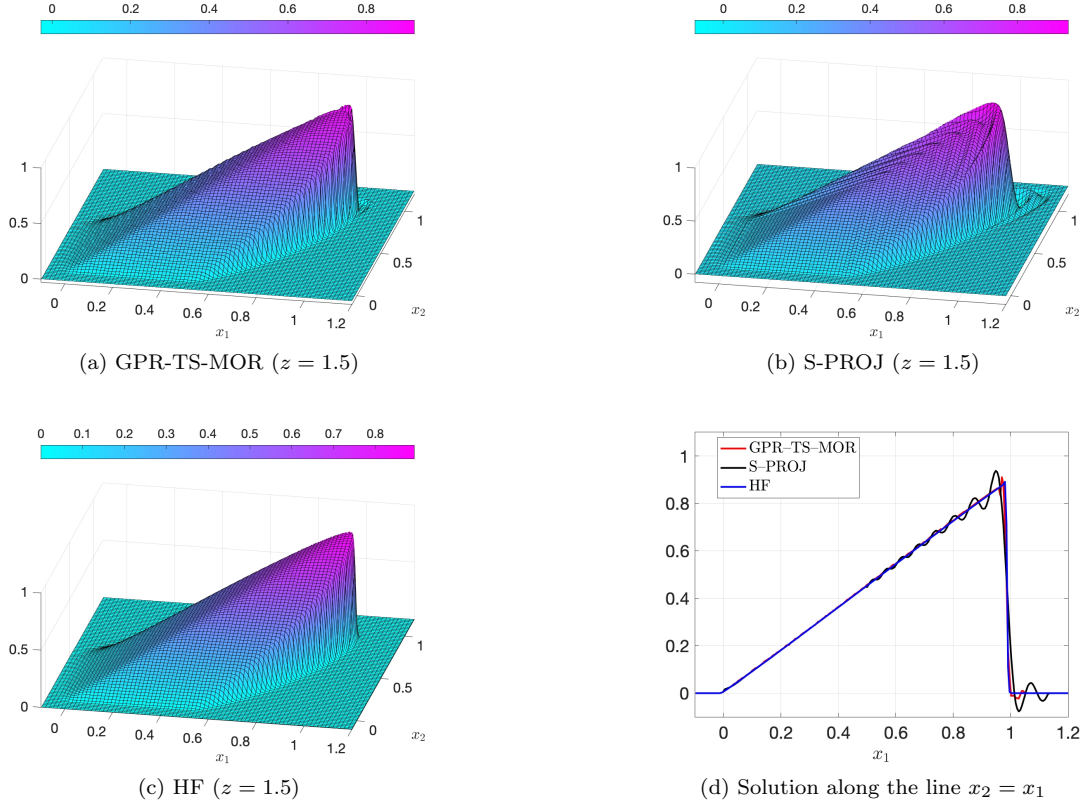 0 0.2 0.4 0.6 0.8
1
0.5
0
0 0.2 0.4 0.6 0.8 1 1.2
x₁
0 0.5 1
x₂
(a) GPR-TS-MOR (z = 1.5)
0 0.2 0.4 0.6 0.8
1
0.5
0
0 0.2 0.4 0.6 0.8 1 1.2
x₁
0 0.5 1
x₂
(b) S-PROJ (z = 1.5)
0 0.1 0.2 0.3 0.4 0.5 0.6 0.7 0.8
1
0.5
0
0 0.2 0.4 0.6 0.8 1 1.2
x₁
0 0.5 1
x₂
(c) HF (z = 1.5)
GPR–TS–MOR
S–PROJ
HF
1
0.8
0.6
0.4
0.2
0
0 0.2 0.4 0.6 0.8 1 1.2
x₁
(d) Solution along the line x₂ = x₁